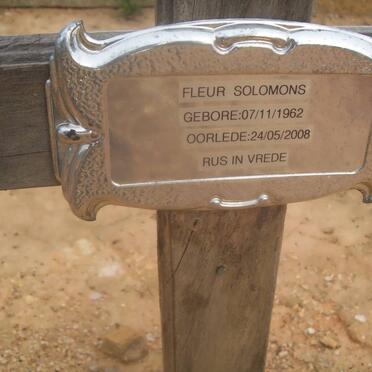 FLEUR SOLOMONS
GEBORE:07/11/1962
OORLEDE:24/05/2008
RUS IN VREDE